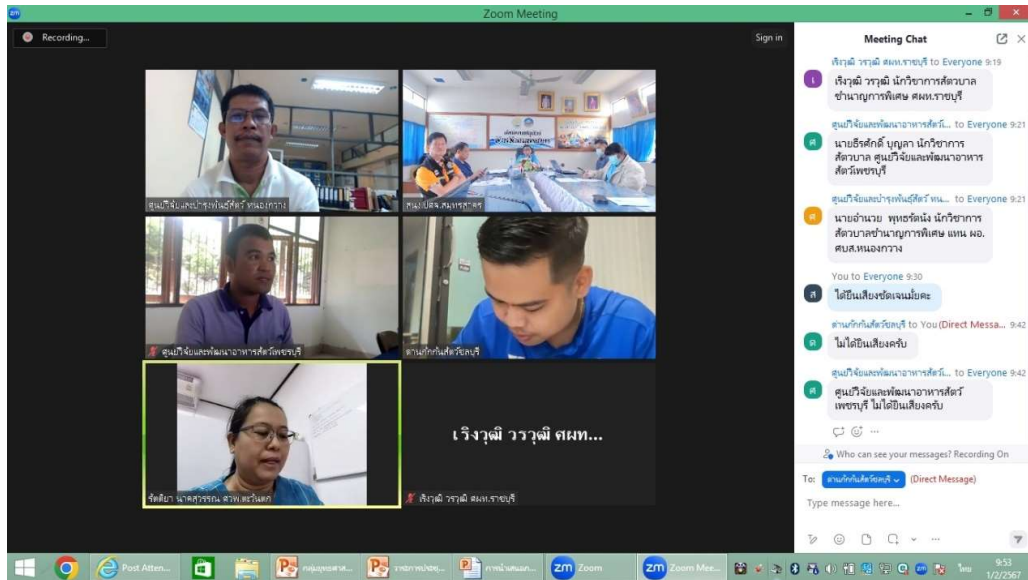 Zoom Meeting
Recording...
Sign in
ศูนย์วิจัยและบำรุงพันธุ์สัตว์ หนองกวาง
สนง.ปศจ.สมุทรสาคร
ศูนย์วิจัยและพัฒนาอาหารสัตว์เพชรบุรี
ด่านกักกันสัตว์ชลบุรี
รัตติยา นาคสุวรรณ ศวพ.ตะวันตก
เริงวุฒิ วรวุฒิ ศผท...
เริงวุฒิ วรวุฒิ ศผท.ราชบุรี
Meeting Chat
เริงวุฒิ วรวุฒิ ศผท.ราชบุรี to Everyone 9:19
เ
เริงวุฒิ วรวุฒิ นักวิชาการสัตวบาล
ชำนาญการพิเศษ ศผท.ราชบุรี
ศูนย์วิจัยและพัฒนาอาหารสัตว์เ... to Everyone 9:21
ศ
นายธีรศักดิ์ บุญลา นักวิชาการ
สัตวบาล ศูนย์วิจัยและพัฒนาอาหาร
สัตว์เพชรบุรี
ศูนย์วิจัยและบำรุงพันธุ์สัตว์ หน... to Everyone 9:21
ศ
นายอำนวย พุทธรัตนัง นักวิชาการ
สัตวบาลชำนาญการพิเศษ แทน ผอ.
ศบส.หนองกวาง
You to Everyone 9:30
ส
ได้ยินเสียงชัดเจนมั้ยคะ
ด่านกักกันสัตว์ชลบุรี to You (Direct Messa... 9:42
ด
ไม่ได้ยินเสียงครับ
ศูนย์วิจัยและพัฒนาอาหารสัตว์เ... to Everyone 9:42
ศ
ศูนย์วิจัยและพัฒนาอาหารสัตว์
เพชรบุรี ไม่ได้ยินเสียงครับ
Who can see your messages? Recording On
To: ด่านกักกันสัตว์ชลบุรี (Direct Message)
Type message here...
Post Atten...
zm Zoom
zm Zoom Mee...
ไทย
9:53
1/2/2567